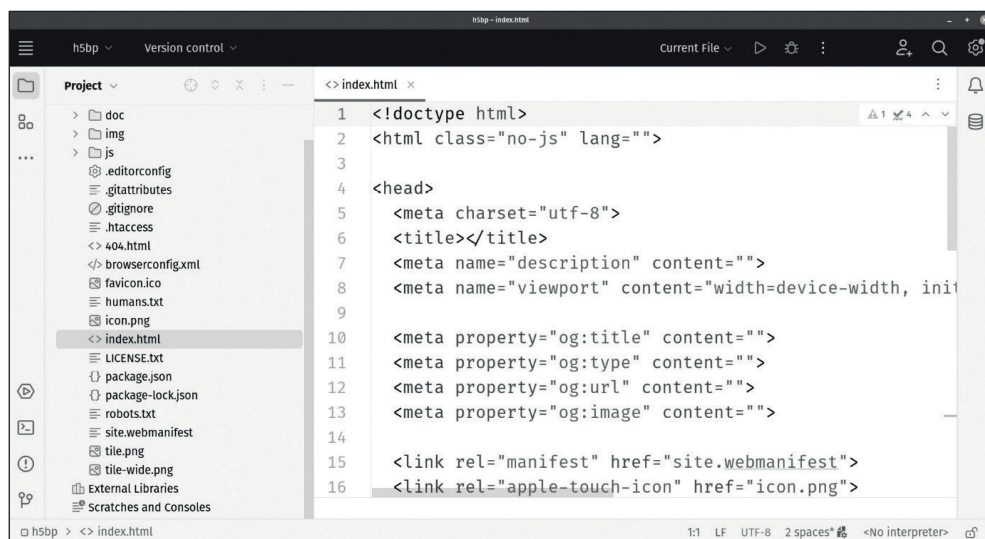 h5bp – index.html
h5bp
Version control
Current File
Project
doc
img
js
.editorconfig
.gitattributes
.gitignore
.htaccess
<> 404.html
</> browserconfig.xml
favicon.ico
humans.txt
icon.png
<> index.html
LICENSE.txt
{} package.json
{} package-lock.json
robots.txt
site.webmanifest
tile.png
tile-wide.png
External Libraries
Scratches and Consoles
<> index.html ×
1 <!doctype html>
2 <html class="no-js" lang="">
3
4 <head>
5 <meta charset="utf-8">
6 <title></title>
7 <meta name="description" content="">
8 <meta name="viewport" content="width=device-width, init
9
10 <meta property="og:title" content="">
11 <meta property="og:type" content="">
12 <meta property="og:url" content="">
13 <meta property="og:image" content="">
14
15 <link rel="manifest" href="site.webmanifest">
16 <link rel="apple-touch-icon" href="icon.png">
1 4
h5bp > <> index.html
1:1 LF UTF-8 2 spaces* <No interpreter>